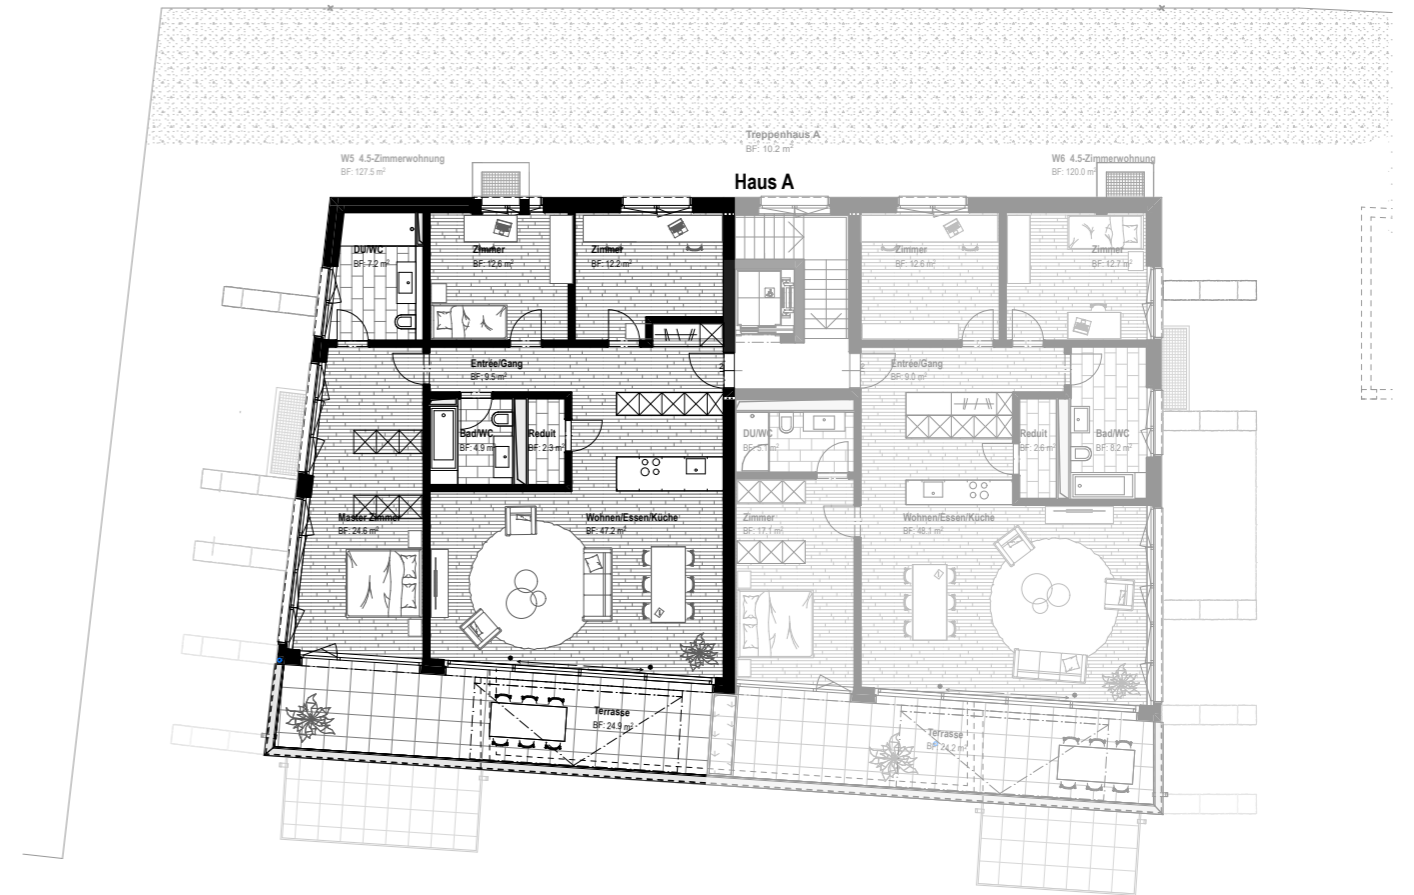 Treppenhaus A
BF: 10.2 m²
W5 4.5-Zimmerwohnung
BF: 127.5 m²
W6 4.5-Zimmerwohnung
BF: 120.0 m²
Haus A
DU/WC
BF: 7.2 m²
Zimmer
BF: 12.6 m²
Zimmer
BF: 12.2 m²
Zimmer
BF: 12.6 m²
Zimmer
BF: 12.7 m²
Entrée/Gang
BF: 9.5 m²
Entrée/Gang
BF: 9.0 m²
Bad/WC
BF: 4.9 m²
Reduit
BF: 2.3 m²
DU/WC
BF: 5.1 m²
Reduit
BF: 2.6 m²
Bad/WC
BF: 8.2 m²
Master Zimmer
BF: 24.6 m²
Wohnen/Essen/Küche
BF: 47.2 m²
Zimmer
BF: 17.1 m²
Wohnen/Essen/Küche
BF: 48.1 m²
Terrasse
BF: 24.9 m²
Terrasse
BF: 24.2 m²